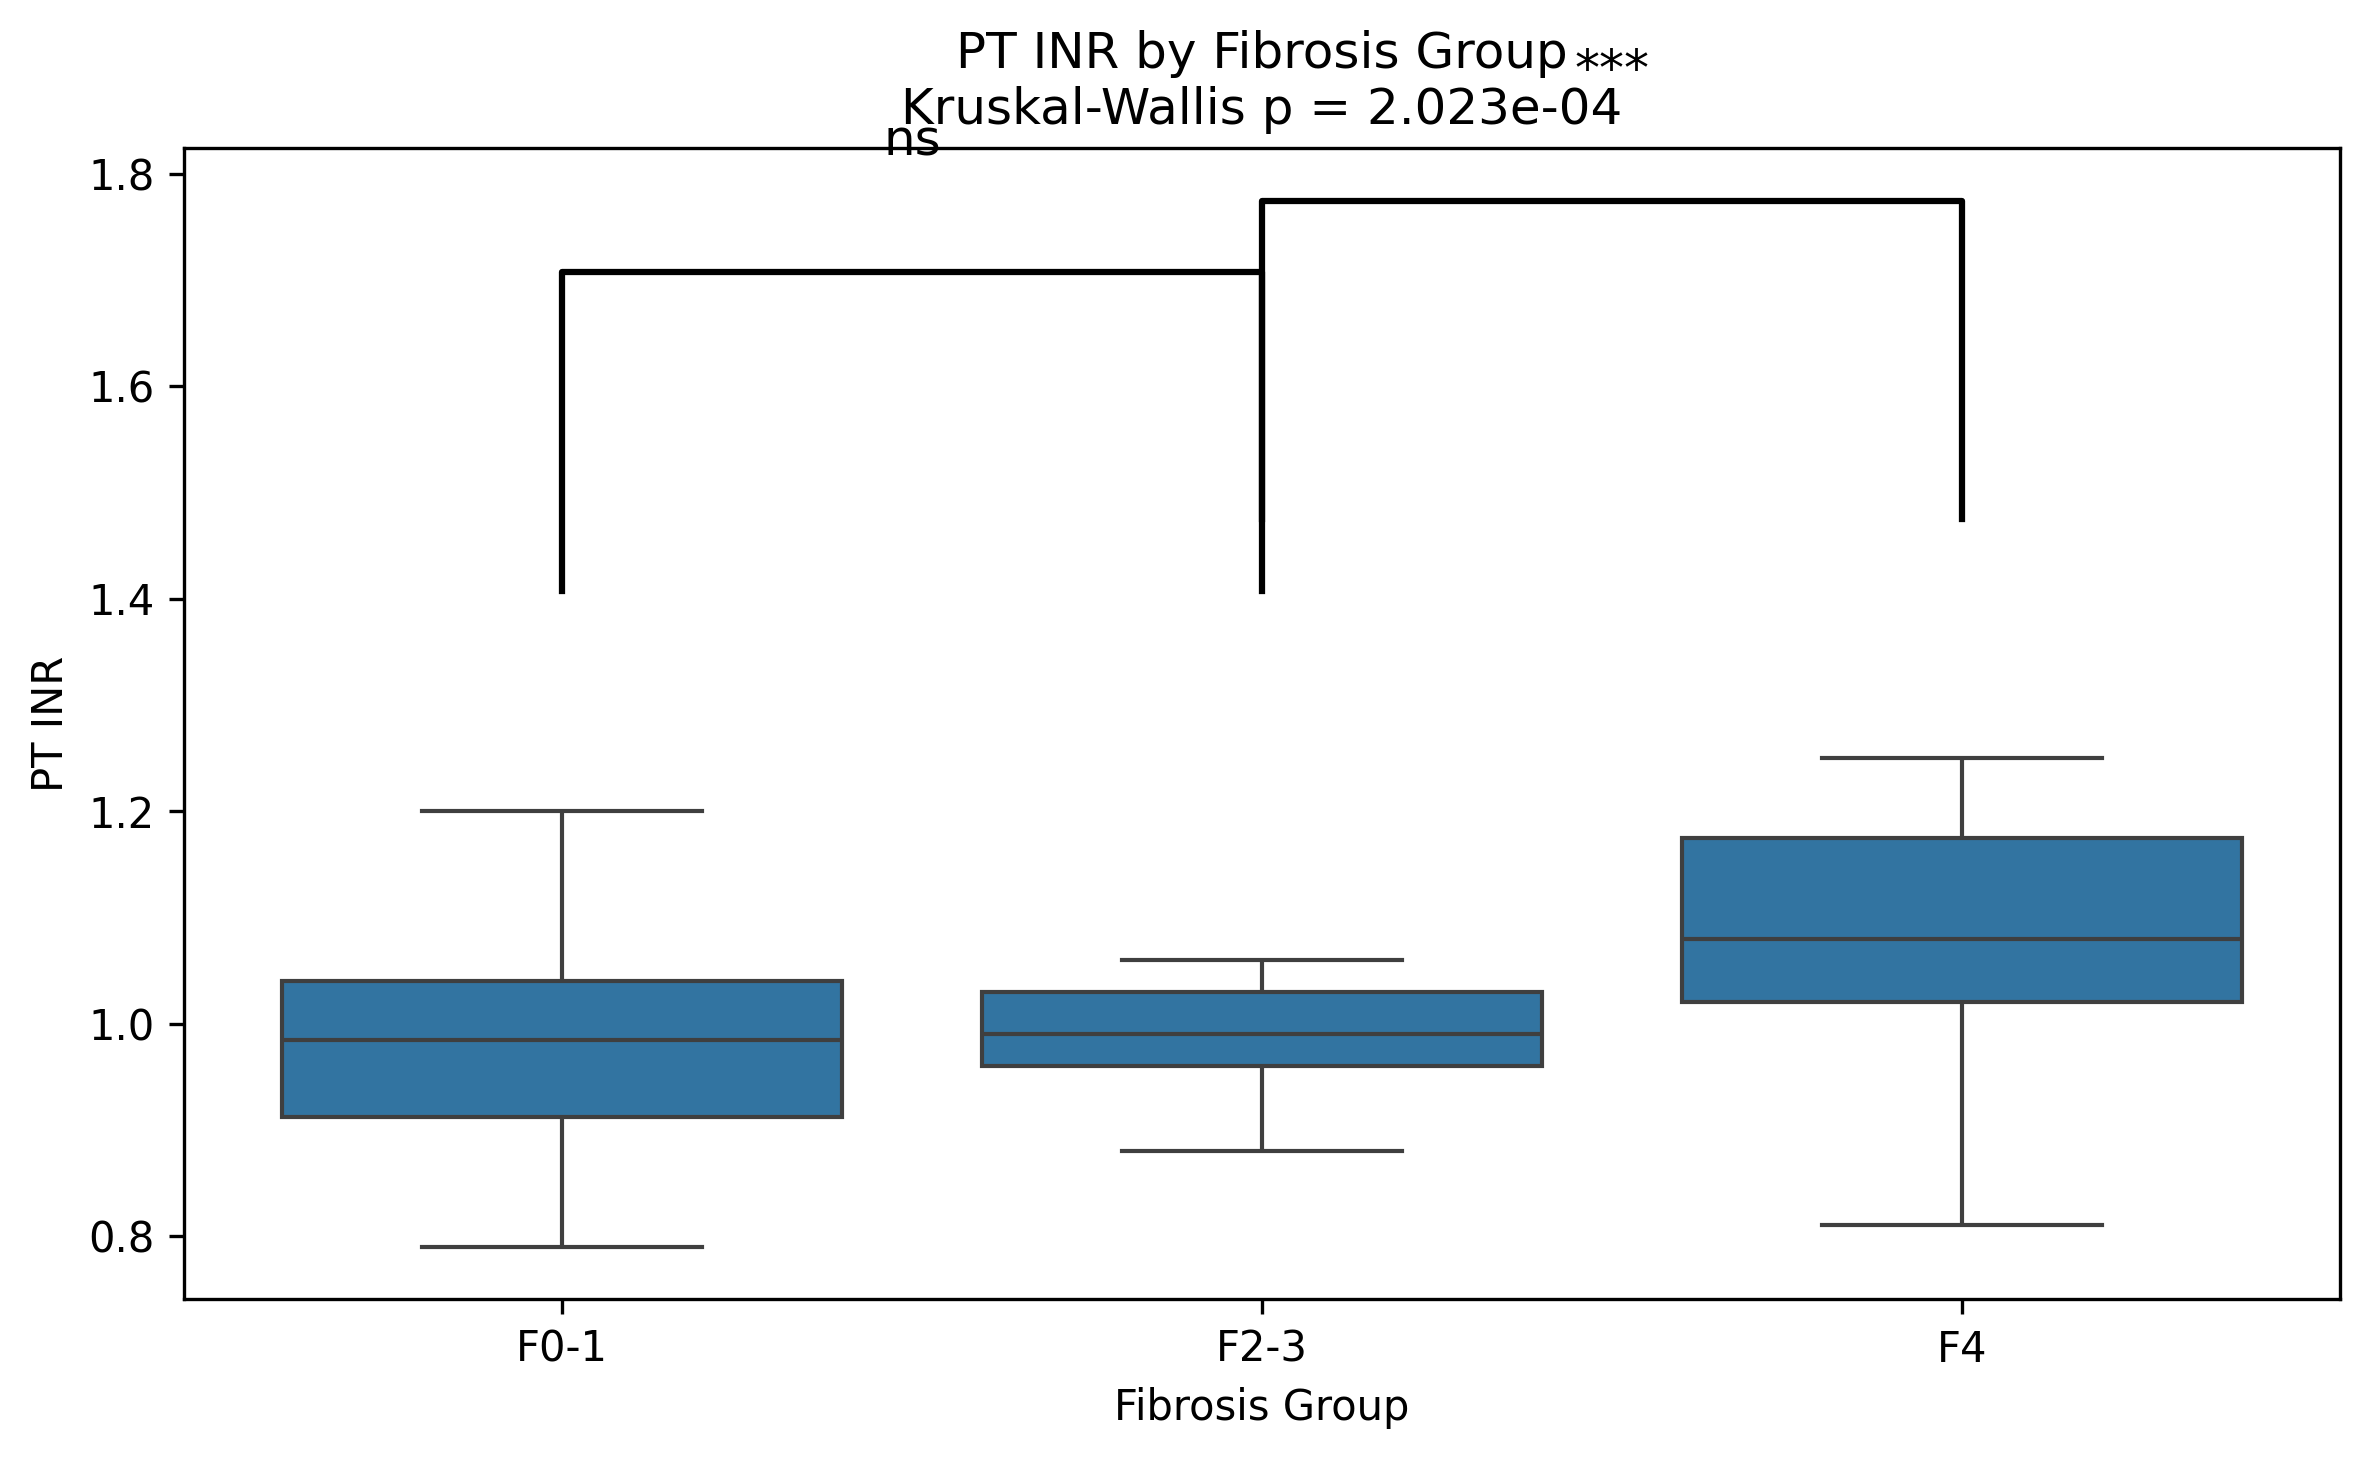 PT INR by Fibrosis Group
***
Kruskal-Wallis p = 2.023e-04
ns
1.8
1.6
1.4
1.2
1.0
0.8
PT INR
F0-1
F2-3
F4
Fibrosis Group